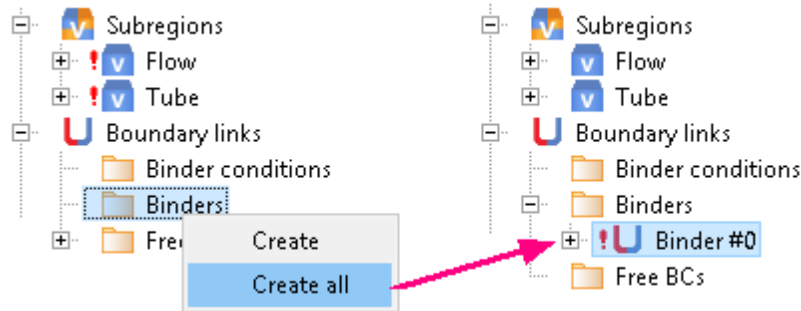 Subregions
Flow
Tube
Boundary links
Binder conditions
Binders
Fre
Create
Create all
Subregions
Flow
Tube
Boundary links
Binder conditions
Binders
Binder #0
Free BCs